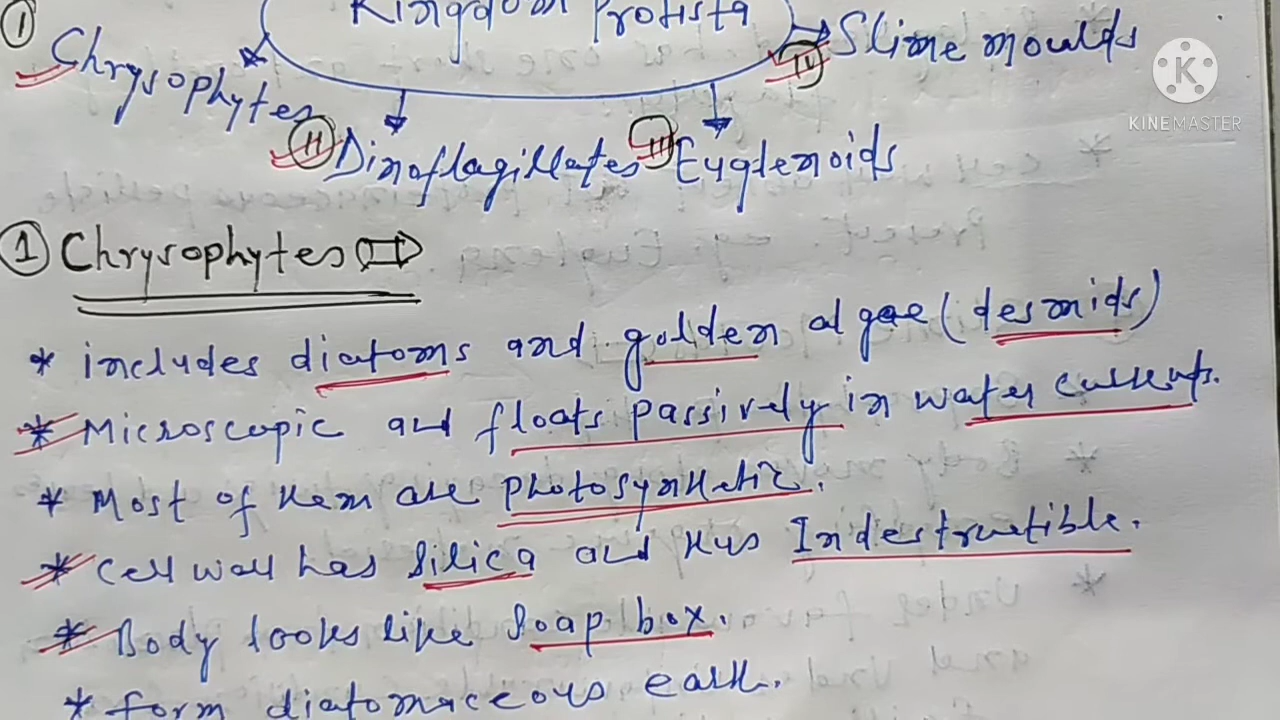 Kingdom Protista
I Chrysophytes
IV Slime moulds
II Dinoflagillates
III Euglenoids
K
KINEMASTER
1 Chrysophytes ⇒
* includes diatoms and golden algae (desmids)
* Microscopic and floats passively in water currents.
* Most of them are photosynthetic.
* Cell wall has Silica and thus Indestructible.
* Body looks like Soap box.
* form diatomaceous earth.